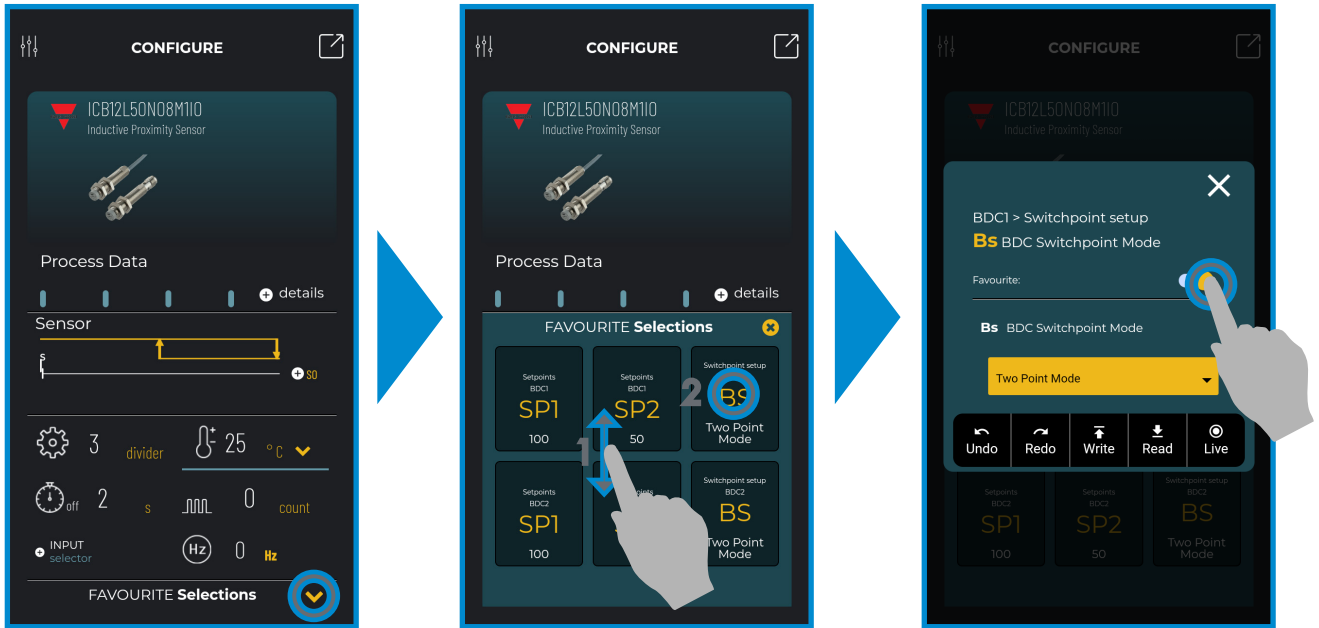 CONFIGURE
ICB12L50N08M1IO
Inductive Proximity Sensor
Process Data
details
Sensor
s
SO
3 divider
25 °C
off 2 s
0 count
INPUT
selector
Hz 0 Hz
FAVOURITE Selections
CONFIGURE
ICB12L50N08M1IO
Inductive Proximity Sensor
Process Data
details
FAVOURITE Selections
Setpoints
BDC1
SP1
100
Setpoints
BDC1
SP2
50
Switchpoint setup
BS
Two Point
Mode
1
2
Setpoints
BDC2
SP1
100
Switchpoint setup
BDC2
BS
Two Point
Mode
CONFIGURE
ICB12L50N08M1IO
Inductive Proximity Sensor
BDC1 > Switchpoint setup
Bs BDC Switchpoint Mode
Favourite:
Bs BDC Switchpoint Mode
Two Point Mode
Undo
Redo
Write
Read
Live
Setpoints
BDC2
SP1
100
Setpoints
BDC2
SP2
50
Switchpoint setup
BDC2
BS
Two Point
Mode